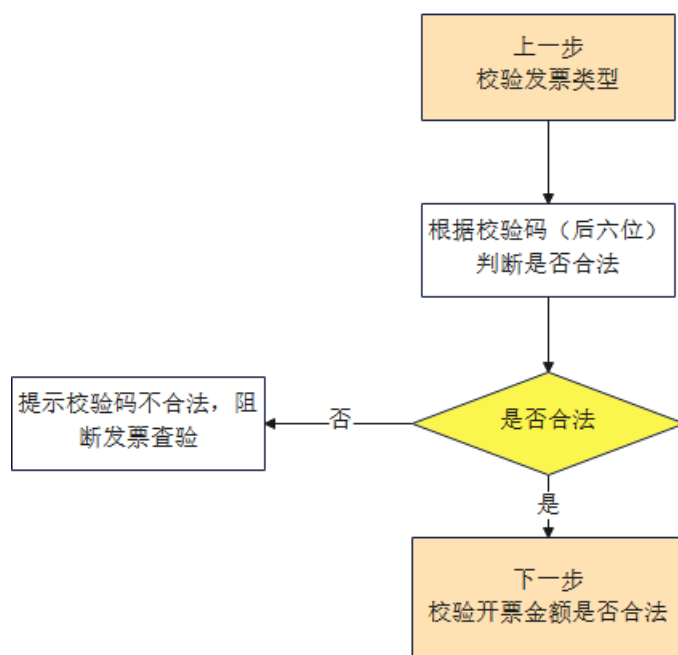 上一步
校验发票类型
根据校验码（后六位）
判断是否合法
提示校验码不合法，阻
断发票查验
否
是否合法
是
下一步
校验开票金额是否合法